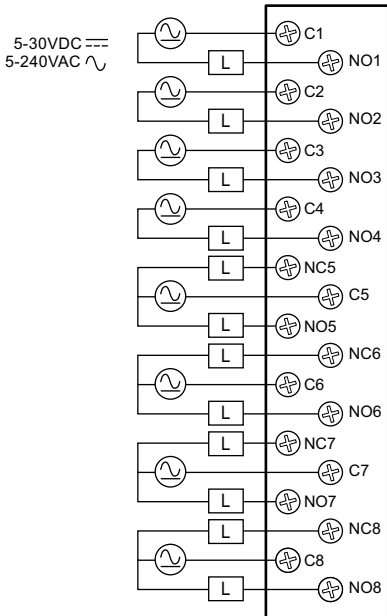 5-30VDC
5-240VAC
C1
L
NO1
C2
L
NO2
C3
L
NO3
C4
L
NO4
L
NC5
C5
L
NO5
L
NC6
C6
L
NO6
L
NC7
C7
L
NO7
L
NC8
C8
L
NO8